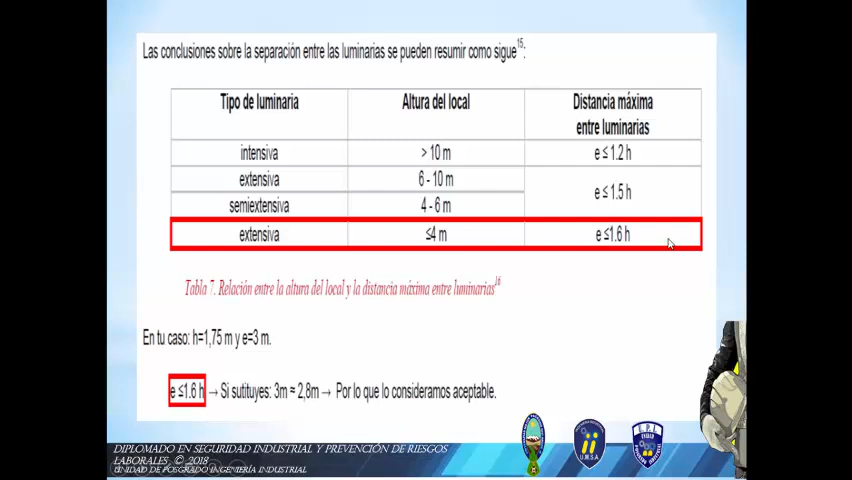 Las conclusiones sobre la separación entre las luminarias se pueden resumir como sigue15:
Tipo de luminaria Altura del local Distancia máxima entre luminarias
intensiva > 10 m e ≤ 1.2 h
extensiva 6 - 10 m e ≤ 1.5 h
semiextensiva 4 - 6 m
extensiva ≤4 m e ≤1.6 h
Tabla 7. Relación entre la altura del local y la distancia máxima entre luminarias16
En tu caso: h=1,75 m y e=3 m.
e ≤1.6 h → Si sutituyes: 3m ≈ 2,8m → Por lo que lo consideramos aceptable.
DIPLOMADO EN SEGURIDAD INDUSTRIAL Y PREVENCIÓN DE RIESGOS
LABORALES © 2018
UNIDAD DE POSGRADO INGENIERÍA INDUSTRIAL
U.M.S.A.